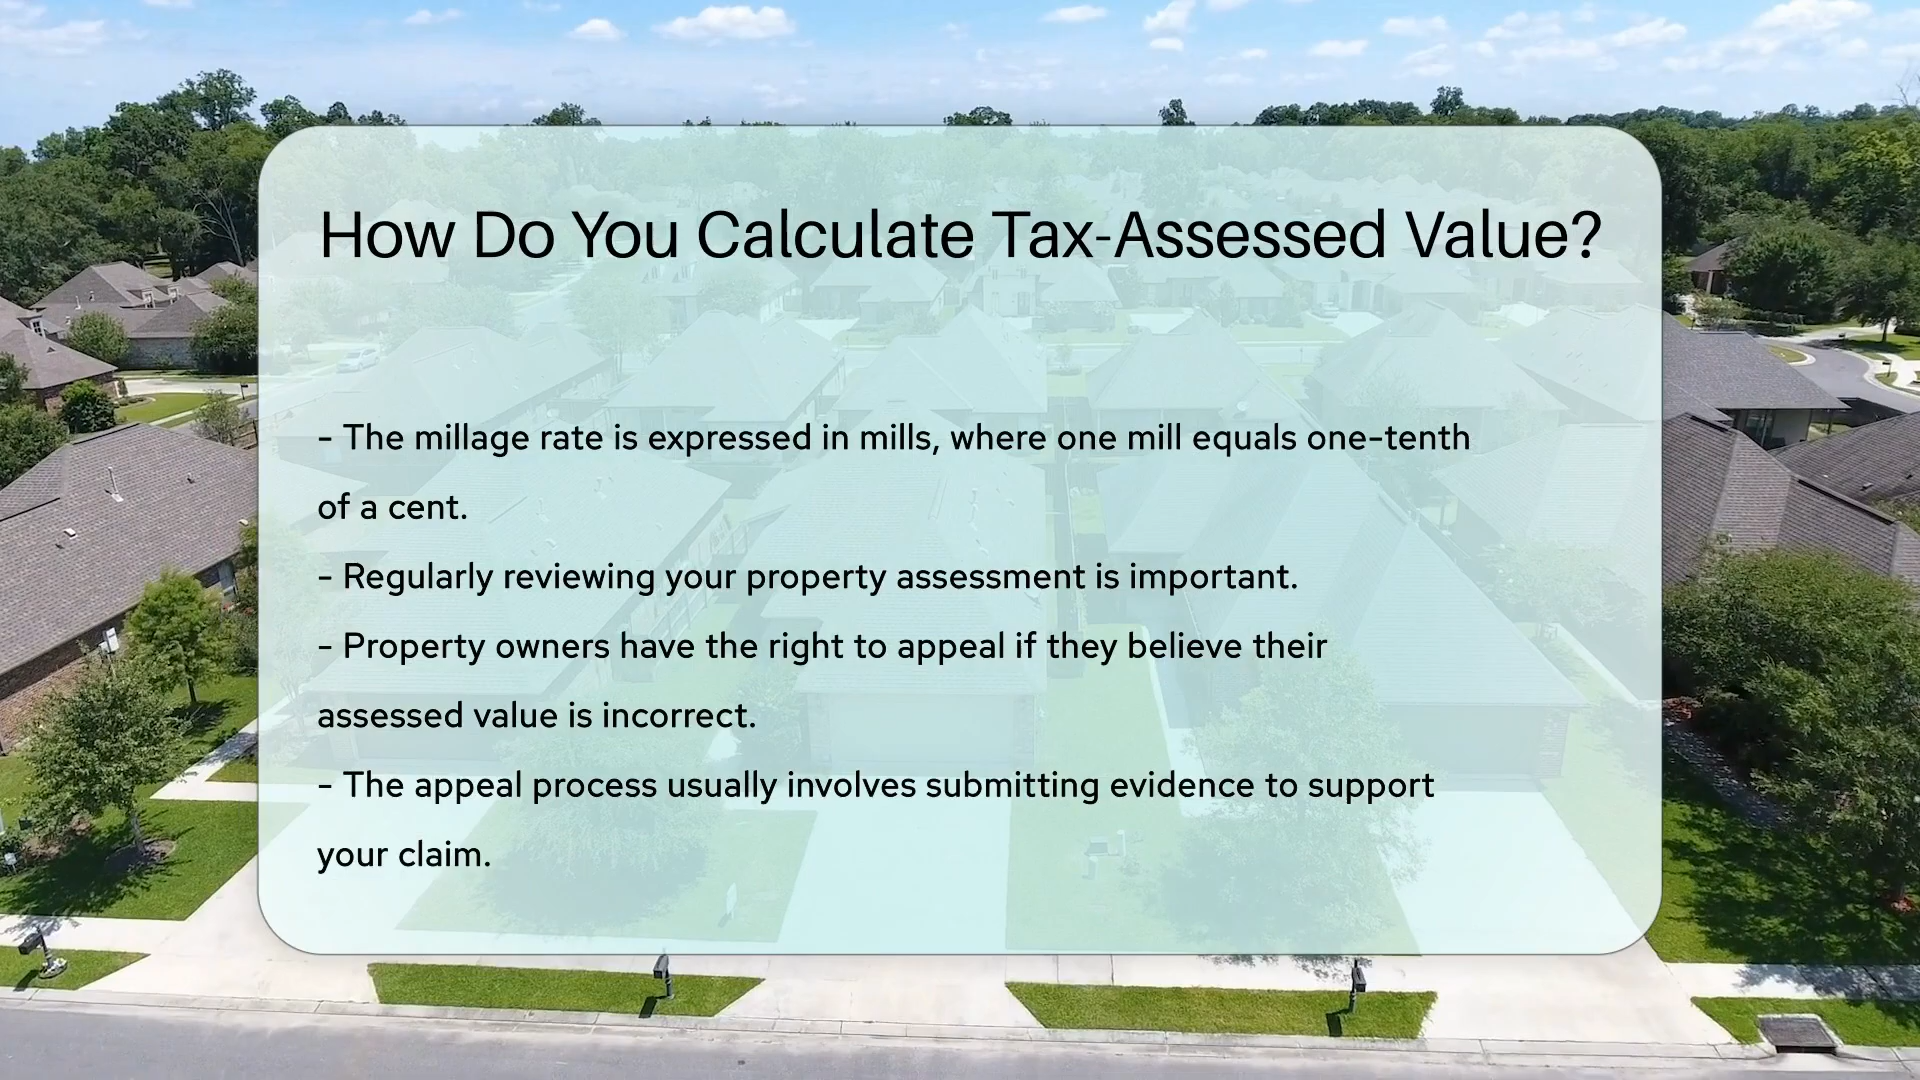 How Do You Calculate Tax-Assessed Value?
- The millage rate is expressed in mills, where one mill equals one-tenth
of a cent.
- Regularly reviewing your property assessment is important.
- Property owners have the right to appeal if they believe their
assessed value is incorrect.
- The appeal process usually involves submitting evidence to support
your claim.